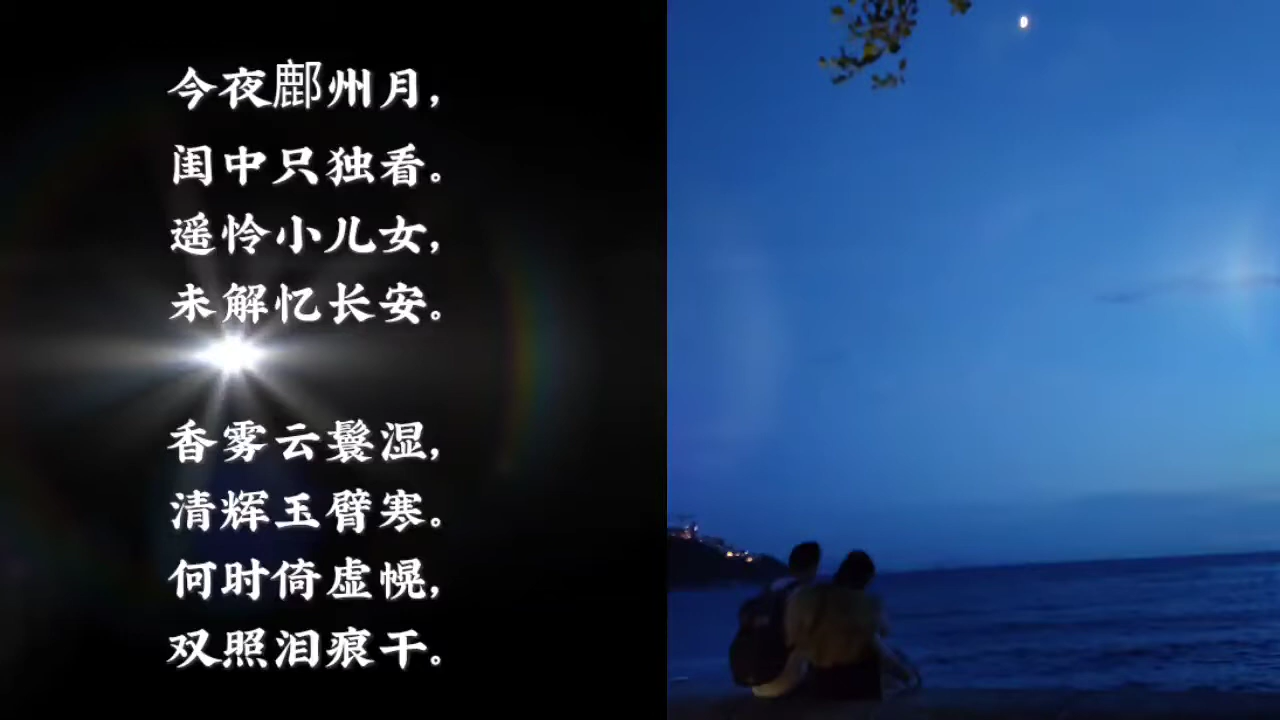 今夜鄜州月，
闺中只独看。
遥怜小儿女，
未解忆长安。
香雾云鬟湿，
清辉玉臂寒。
何时倚虚幌，
双照泪痕干。